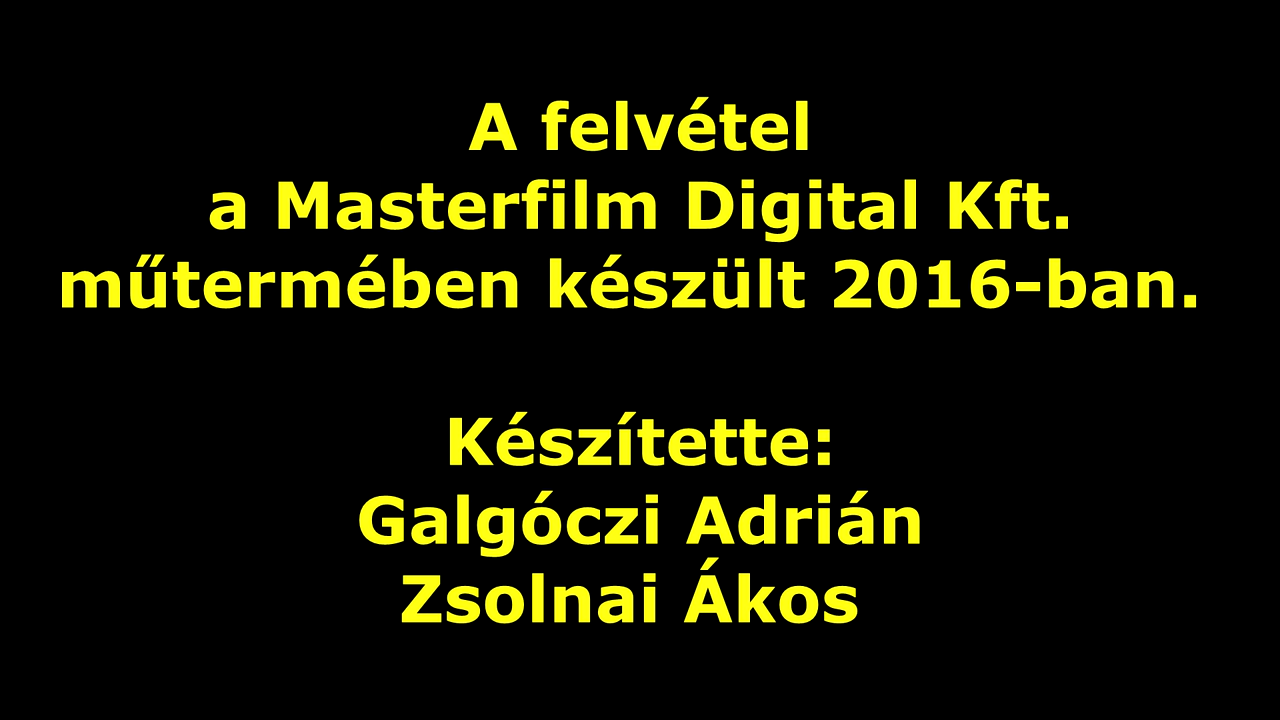 A felvétel
a Masterfilm Digital Kft.
műtermében készült 2016-ban.
Készítette:
Galgóczi Adrián
Zsolnai Ákos